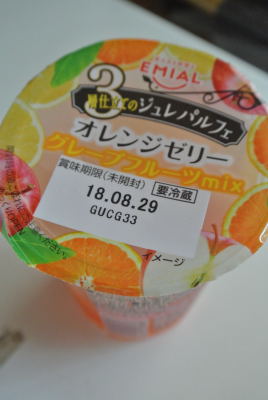 EMIAL
3層仕立てのジュレパルフェ
オレンジゼリー
グレープフルーツmix
賞味期限(未開封) 要冷蔵
18.08.29
GUCG33
イメージ